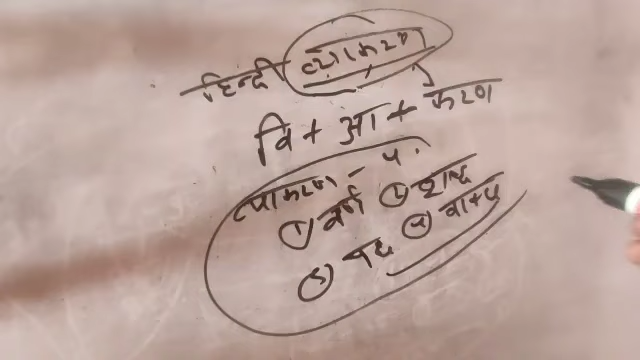 हिन्दी व्याकरण
वि + आ + करण
व्याकरण - 4
① वर्ण ② शब्द
③ पद ④ वाक्य